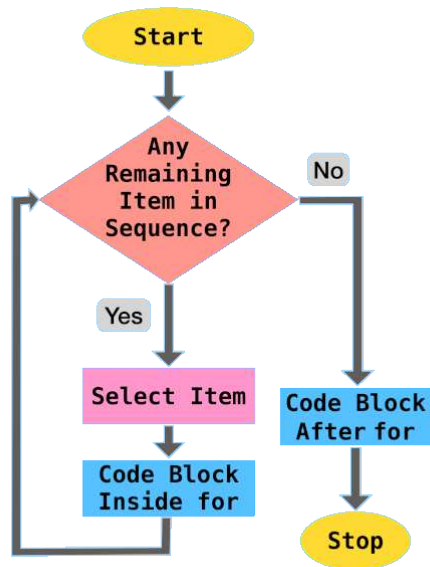 Start
Any
Remaining
Item in
Sequence?
No
Yes
Select Item
Code Block
Inside for
Code Block
After for
Stop